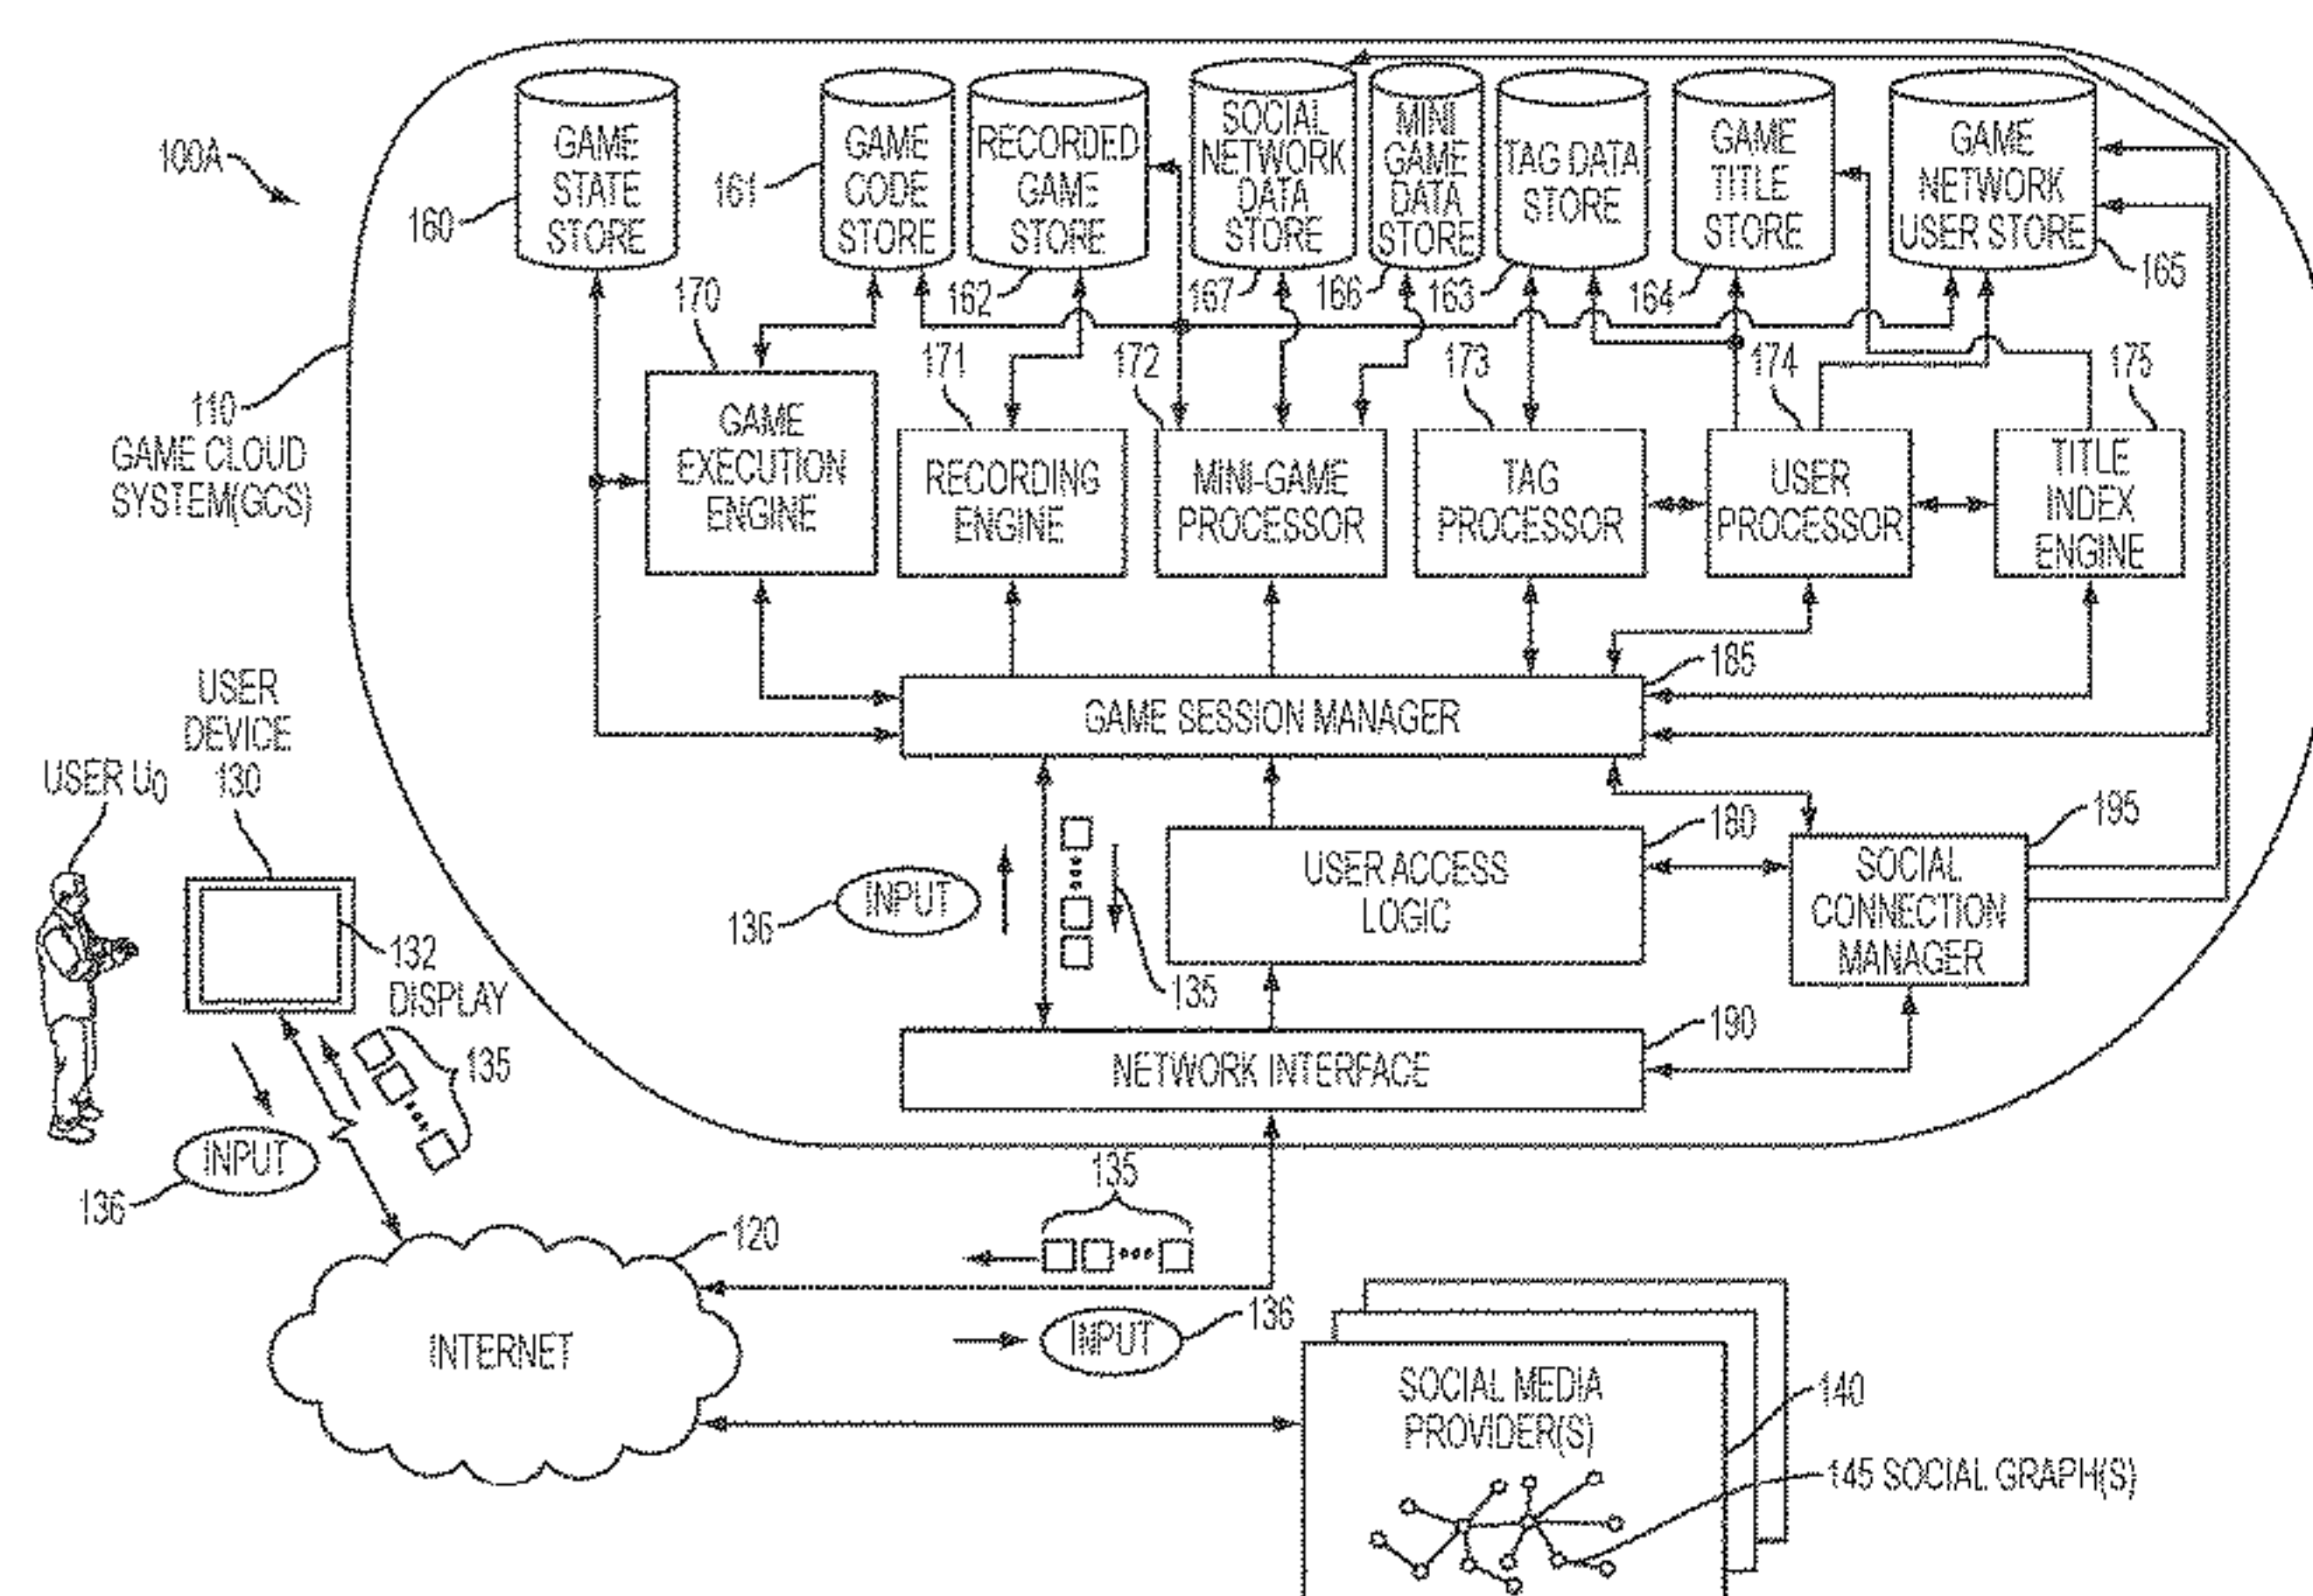 100A
GAME
STATE
STORE
160
GAME
CODE
STORE
161
RECORDED
GAME
STORE
162
SOCIAL
NETWORK
DATA
STORE
167
MINI
GAME
DATA
STORE
166
TAG DATA
STORE
163
GAME
TITLE
STORE
164
GAME
NETWORK
USER STORE
165
110
GAME CLOUD
SYSTEM(GCS)
170
GAME
EXECUTION
ENGINE
171
RECORDING
ENGINE
172
MINI-GAME
PROCESSOR
173
TAG
PROCESSOR
174
USER
PROCESSOR
175
TITLE
INDEX
ENGINE
185
GAME SESSION MANAGER
USER
DEVICE
130
USER U0
132
DISPLAY
135
INPUT
136
136
INPUT
135
180
USER ACCESS
LOGIC
195
SOCIAL
CONNECTION
MANAGER
190
NETWORK INTERFACE
135
120
INTERNET
INPUT
136
SOCIAL MEDIA
PROVIDER(S)
140
145 SOCIAL GRAPH(S)